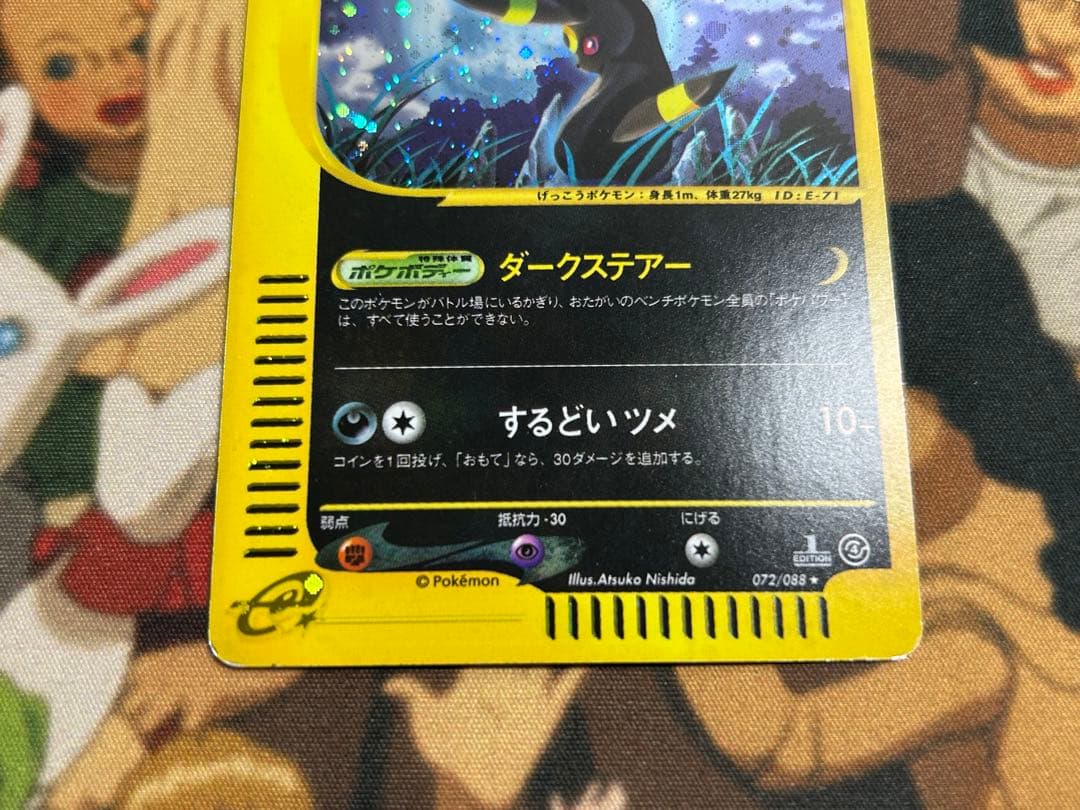 げっこうポケモン：身長1m、体重27kg ID:E-71
特殊体質
ポケボディー ダークステアー
このポケモンがバトル場にいるかぎり、おたがいのベンチポケモン全員の「ポケパワー」
は、すべて使うことができない。
するどいツメ 10+
コインを1回投げ、「おもて」なら、30ダメージを追加する。
弱点 抵抗力-30 にげる
1 EDITION
© Pokémon Illus.Atsuko Nishida 072/088★